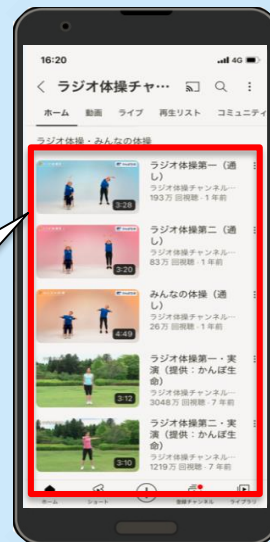 16:20
4G
ラジオ体操チャ…
ホーム 動画 ライブ 再生リスト コミュニティ
ラジオ体操・みんなの体操
3:28
ラジオ体操第一（通
し）
ラジオ体操チャンネル…
193万 回視聴・1 年前
3:20
ラジオ体操第二（通
し）
ラジオ体操チャンネル…
83万 回視聴・1 年前
4:49
みんなの体操（通
し）
ラジオ体操チャンネル…
26万 回視聴・1 年前
3:12
ラジオ体操第一・実
演（提供：かんぽ生
命）
ラジオ体操チャンネル…
3048万 回視聴・7 年前
3:10
ラジオ体操第二・実
演（提供：かんぽ生
命）
ラジオ体操チャンネル…
1219万 回視聴・7 年前
ホーム ショート 登録チャンネル ライブラリ